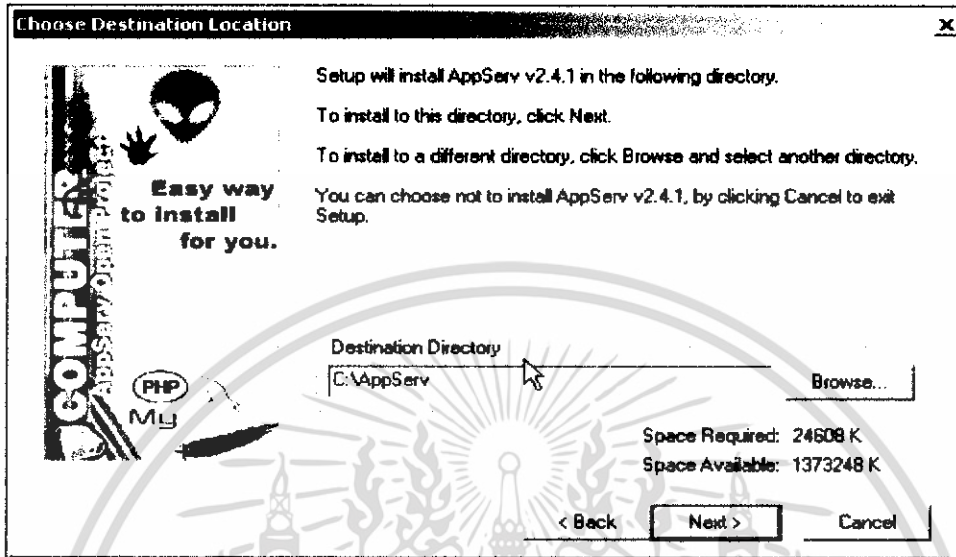 Choose Destination Location
Setup will install AppServ v2.4.1 in the following directory.
To install to this directory, click Next.
To install to a different directory, click Browse and select another directory.
You can choose not to install AppServ v2.4.1, by clicking Cancel to exit
Setup.
COMPUTER
AppServ Open Project
Easy way
to install
for you.
PHP
My
Destination Directory
C:\AppServ
Browse...
Space Required: 24608 K
Space Available: 1373248 K
< Back
Next >
Cancel